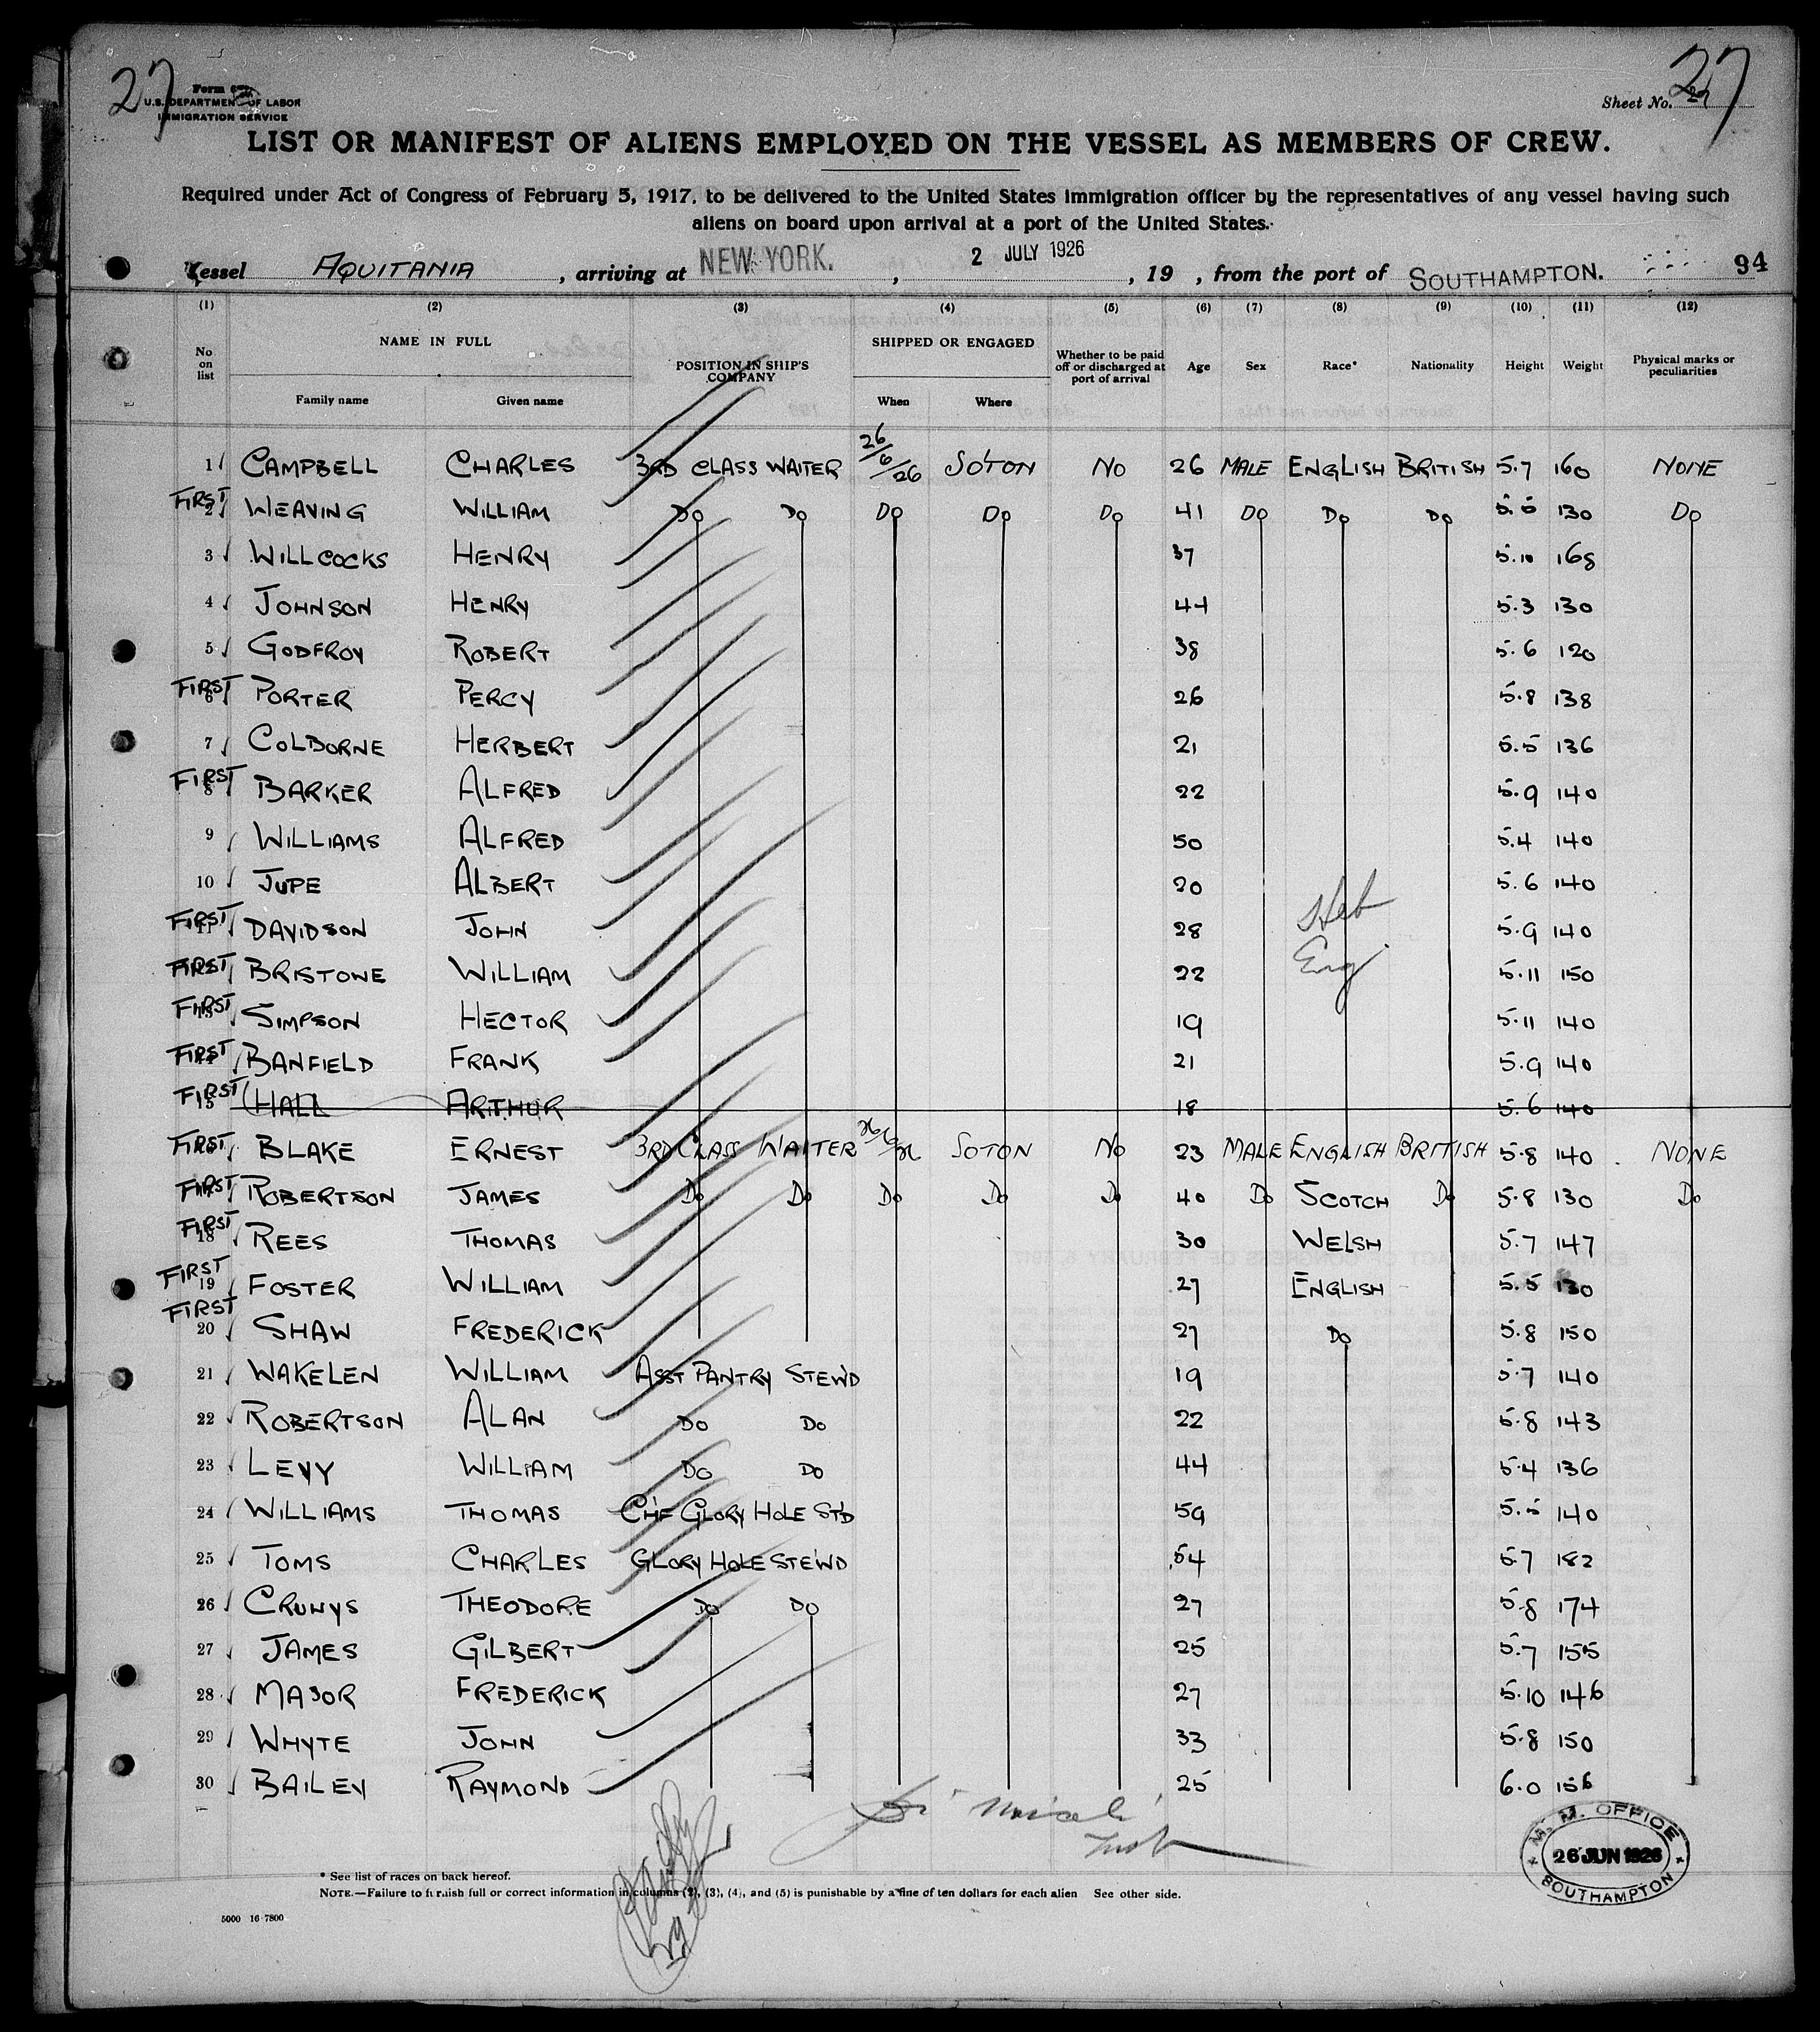 27
Form
U.S. DEPARTMENT OF LABOR
IMMIGRATION SERVICE
Sheet No. 27
27
LIST OR MANIFEST OF ALIENS EMPLOYED ON THE VESSEL AS MEMBERS OF CREW.
Required under Act of Congress of February 5, 1917, to be delivered to the United States immigration officer by the representatives of any vessel having such
aliens on board upon arrival at a port of the United States.
Vessel AQUITANIA, arriving at NEW YORK., 2 JULY 1926, 19 , from the port of SOUTHAMPTON. 94
(1) (2) (3) (4) (5) (6) (7) (8) (9) (10) (11) (12)
No on list NAME IN FULL Family name Given name POSITION IN SHIP'S COMPANY SHIPPED OR ENGAGED When Where Whether to be paid off or discharged at port of arrival Age Sex Race* Nationality Height Weight Physical marks or peculiarities
1 CAMPBELL CHARLES 3RD CLASS WAITER 26/6/26 SO'TON NO 26 MALE ENGLISH BRITISH 5.7 160 NONE
FIRST 2 WEAVING WILLIAM DO DO DO DO DO 41 DO DO DO 130 DO
3 WILLCOCKS HENRY 37 5.10 168
4 JOHNSON HENRY 44 5.3 130
5 GODFROY ROBERT 38 5.6 120
FIRST 6 PORTER PERCY 26 5.8 138
7 COLBORNE HERBERT 21 5.5 136
FIRST 8 BARKER ALFRED 22 5.9 140
9 WILLIAMS ALFRED 50 5.4 140
10 JUPE ALBERT 20 5.6 140
FIRST 11 DAVIDSON JOHN 28 Heb 5.9 140
FIRST 12 BRISTOWE WILLIAM 22 Eng 5.11 150
FIRST 13 SIMPSON HECTOR 19 5.11 140
FIRST 14 BANFIELD FRANK 21 5.9 140
FIRST 15 HALL ARTHUR 18 5.6 140
FIRST 16 BLAKE ERNEST 3RD CLASS WAITER 26/6/26 SOTON NO 23 MALE ENGLISH BRITISH 5.8 140 NONE
FIRST 17 ROBERTSON JAMES DO DO DO DO DO 40 DO SCOTCH DO 5.8 130 DO
FIRST 18 REES THOMAS 30 WELSH 5.7 147
FIRST 19 FOSTER WILLIAM 27 ENGLISH 5.5 130
FIRST 20 SHAW FREDERICK 27 DO 5.8 150
21 WAKELEN WILLIAM ASST PANTRY STEWD 19 5.7 140
22 ROBERTSON ALAN DO DO 22 5.8 143
23 LEVY WILLIAM DO DO 44 5.4 136
24 WILLIAMS THOMAS CHF GLORY HOLE STD 59 140
25 TOMS CHARLES GLORY HOLE STEWD 54 5.7 182
26 CRUWYS THEODORE DO DO 27 5.8 174
27 JAMES GILBERT 25 5.7 155
28 MAJOR FREDERICK 27 5.10 146
29 WHYTE JOHN 33 5.8 150
30 BAILEY RAYMOND 25 6.0 156
M. M. OFFICE
26 JUN 1926
SOUTHAMPTON
* See list of races on back hereof.
NOTE.—Failure to furnish full or correct information in columns (2), (3), (4), and (5) is punishable by a fine of ten dollars for each alien See other side.
5000 16-7800